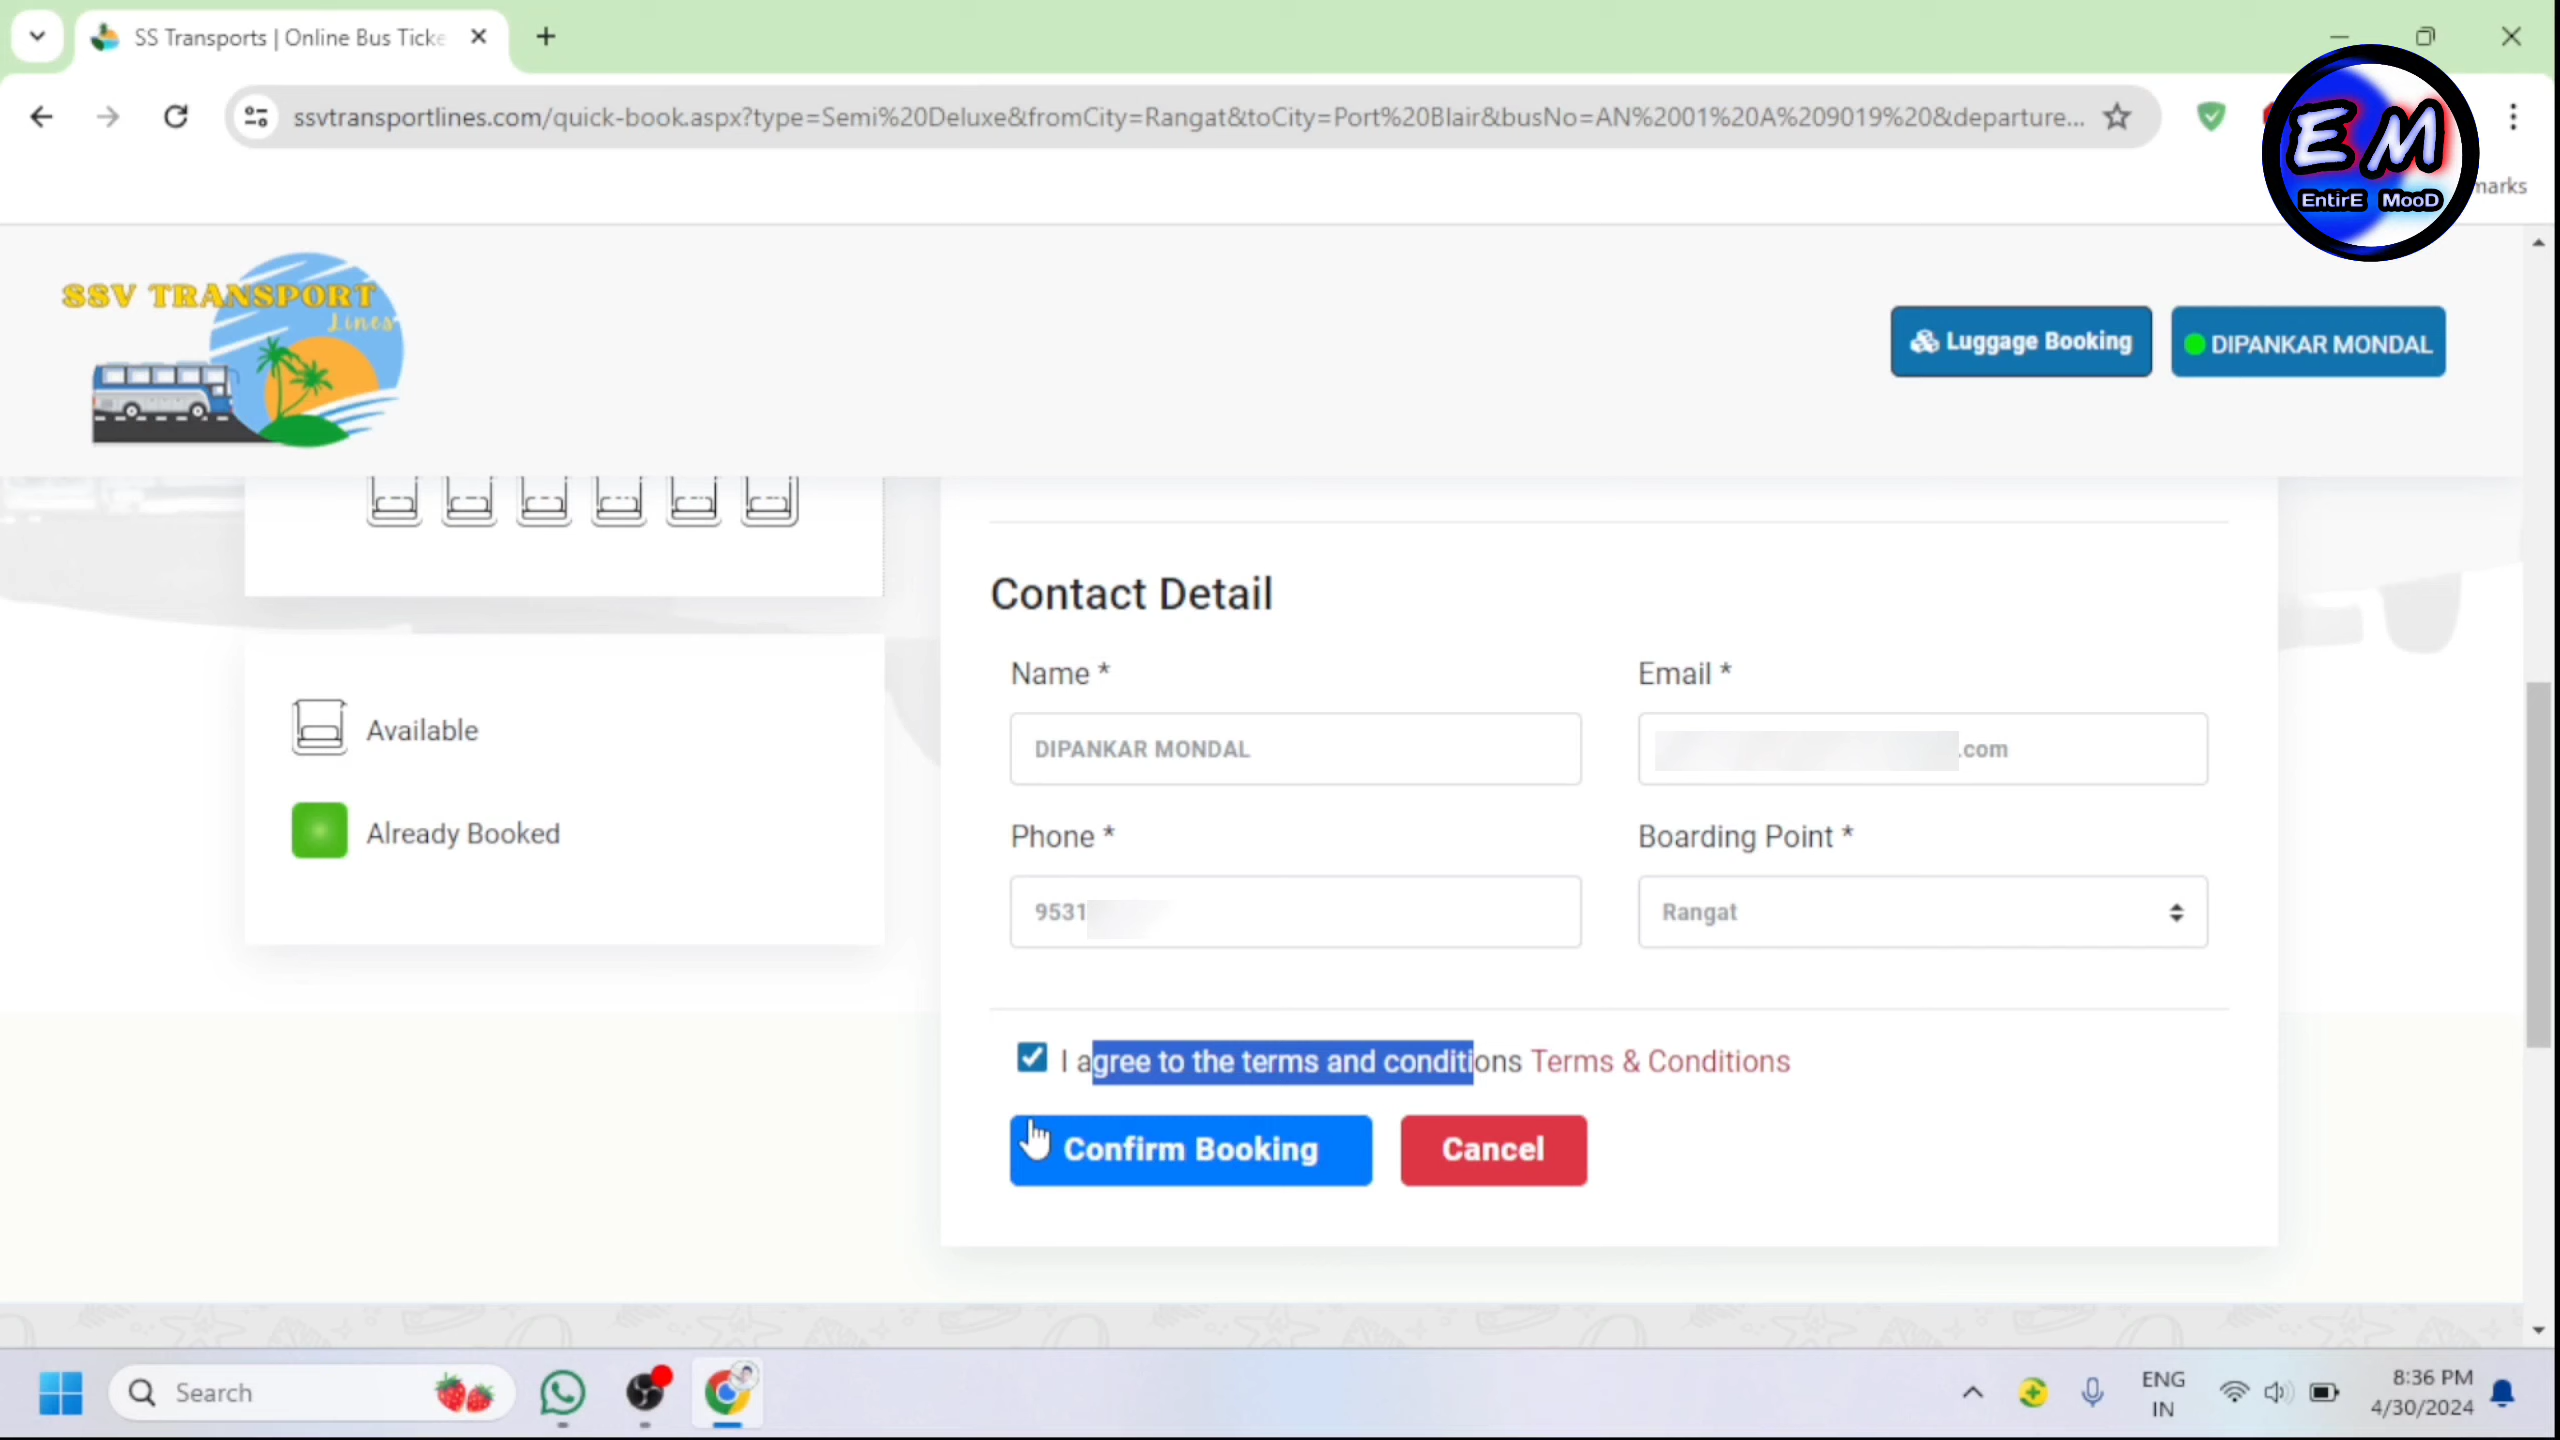 SS Transports | Online Bus Ticke
ssvtransportlines.com/quick-book.aspx?type=Semi%20Deluxe&fromCity=Rangat&toCity=Port%20Blair&busNo=AN%2001%20A%209019%20&departure...
EM
EntirE MooD
marks
SSV TRANSPORT
Lines
Luggage Booking
DIPANKAR MONDAL
Contact Detail
Name *
Email *
DIPANKAR MONDAL
.com
Available
Phone *
Boarding Point *
Already Booked
9531
Rangat
I agree to the terms and conditions Terms & Conditions
Confirm Booking
Cancel
Search
ENG
IN
8:36 PM
4/30/2024